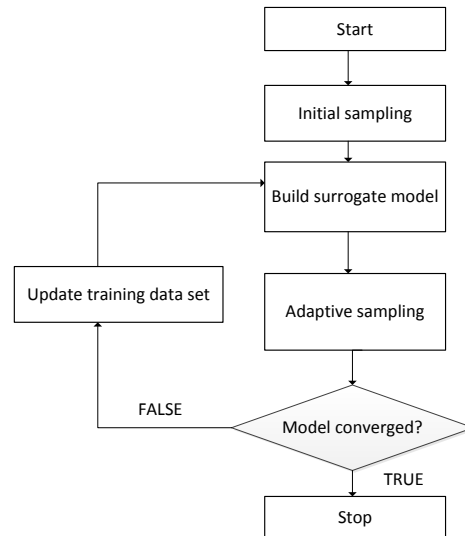 Start
Initial sampling
Build surrogate model
Update training data set
Adaptive sampling
FALSE
Model converged?
TRUE
Stop